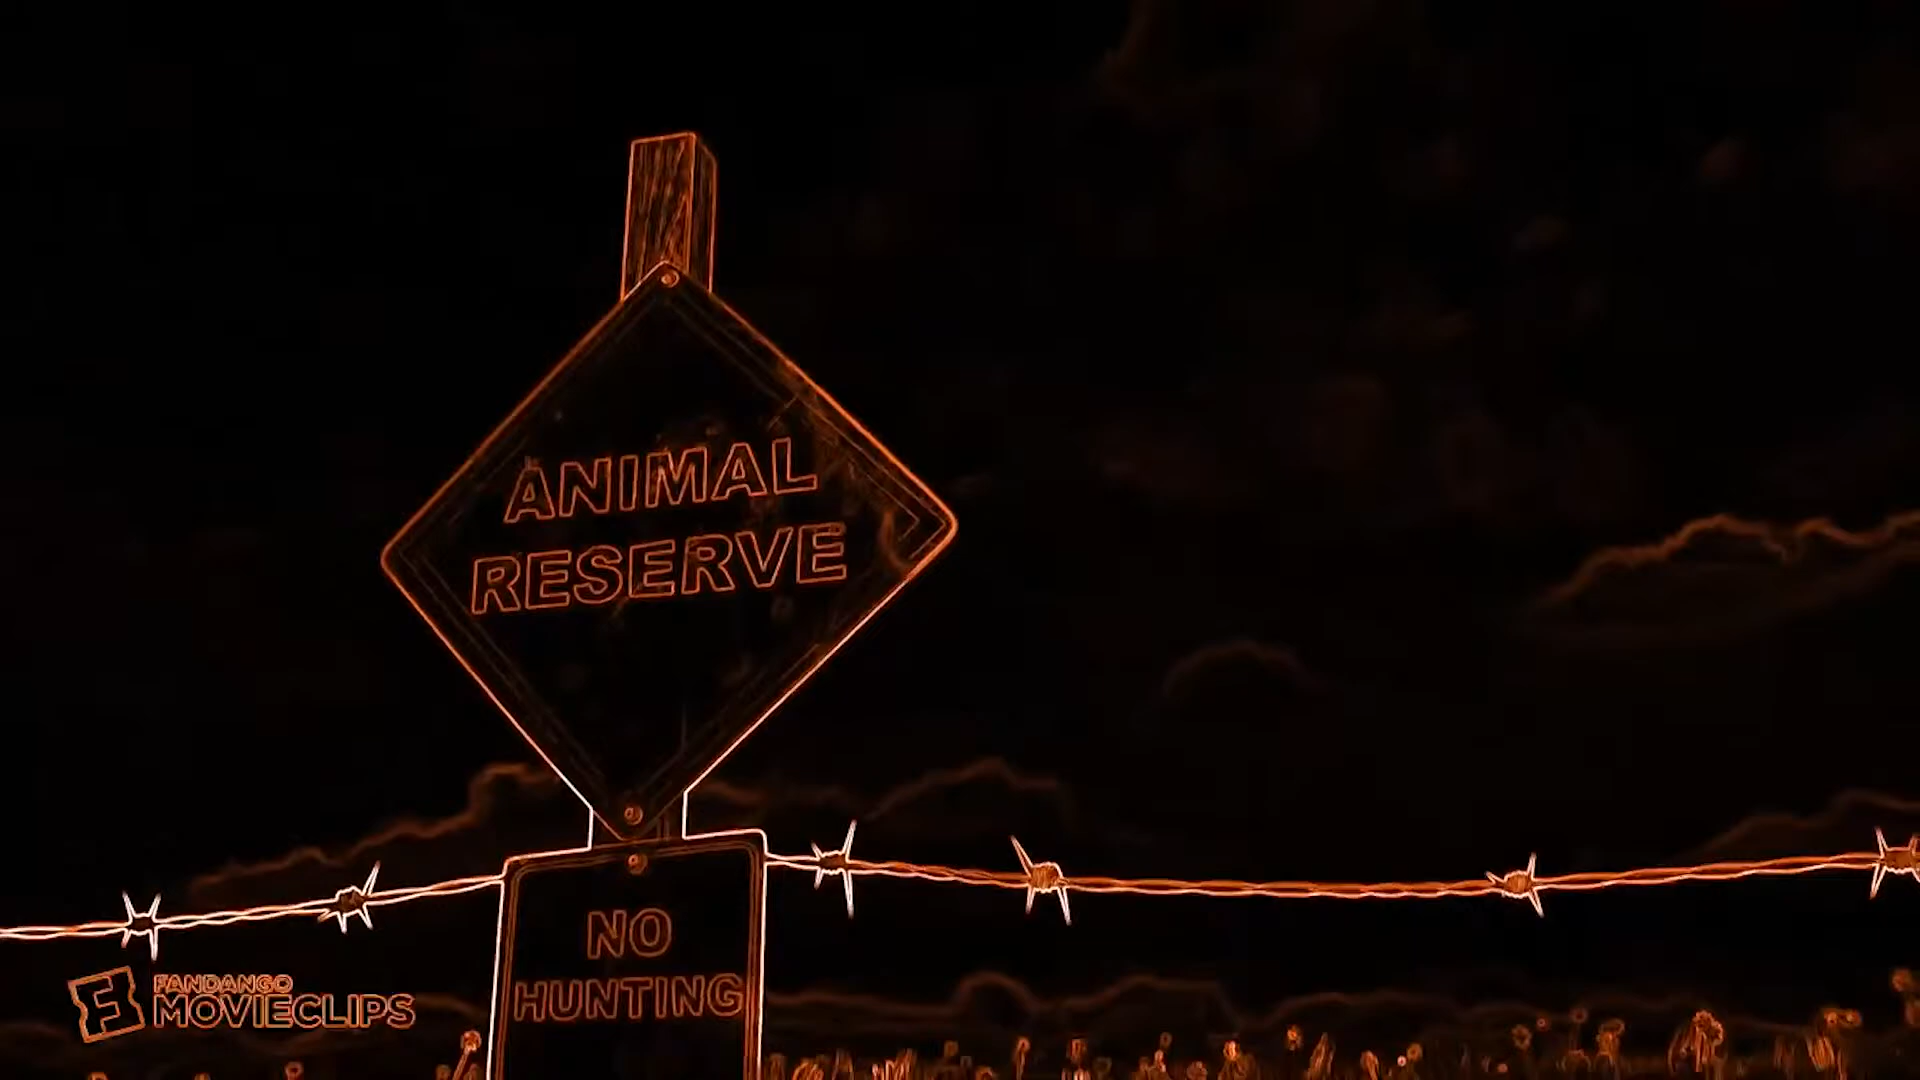 ANIMAL
RESERVE
NO
HUNTING
FANDANGO
MOVIECLIPS